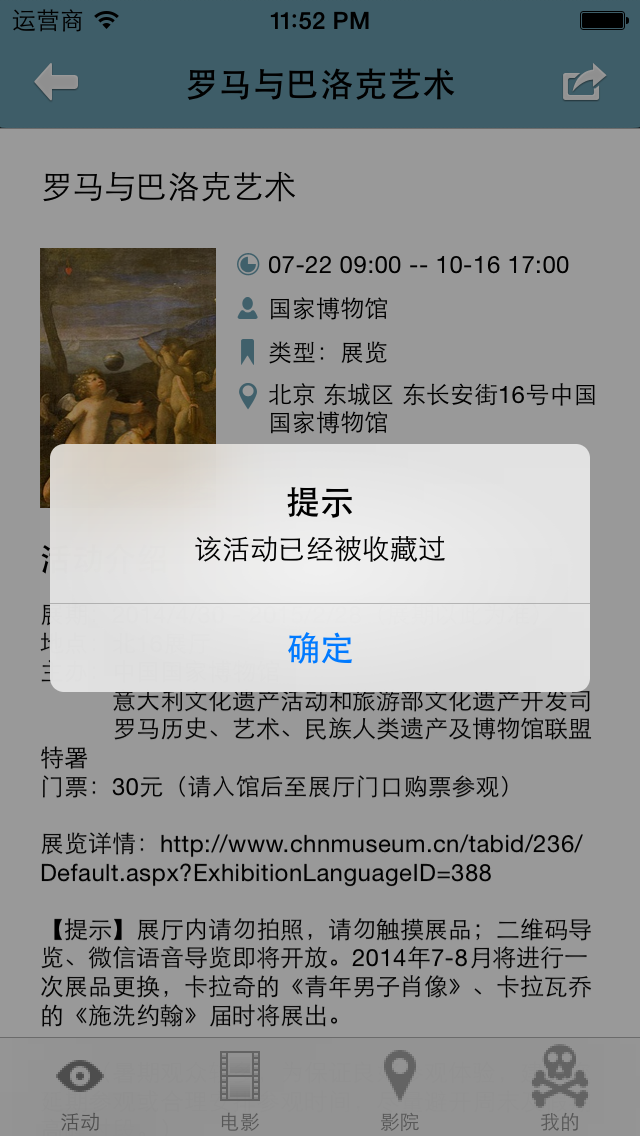 运营商 11:52 PM
罗马与巴洛克艺术
罗马与巴洛克艺术
07-22 09:00 -- 10-16 17:00
国家博物馆
类型：展览
北京 东城区 东长安街16号中国
国家博物馆
提示
该活动已经被收藏过
确定
意大利文化遗产活动和旅游部文化遗产开发司
罗马历史、艺术、民族人类遗产及博物馆联盟
特署
门票：30元（请入馆后至展厅门口购票参观）
展览详情：http://www.chnmuseum.cn/tabid/236/
Default.aspx?ExhibitionLanguageID=388
【提示】展厅内请勿拍照，请勿触摸展品；二维码导
览、微信语音导览即将开放。2014年7-8月将进行一
次展品更换，卡拉奇的《青年男子肖像》、卡拉瓦乔
的《施洗约翰》届时将展出。
活动 电影 影院 我的